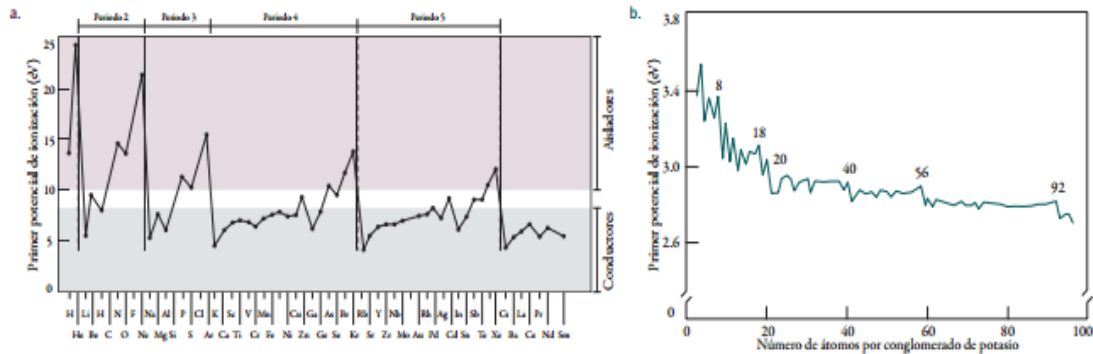 a.
Periodo 2
Periodo 3
Periodo 4
Periodo 5
Primer potencial de ionización (eV)
25
20
15
10
5
0
Aisladores
Conductores
H Li H N F Na Al P Cl K Sc V Mn Cu Ga As Br Rb Y Nb Rh Ag In Sb Cs La Pr
He Be C O Ne Mg Si S Ar Ca Ti Cr Fe Ni Zn Ge Se Kr Sr Zr Mo Pd Cd Sn Te Xe Ba Ce Nd Sm
b.
Primer potencial de ionización (eV)
3.8
3.4
3.0
2.6
0
8
18
20
40
56
92
0 20 40 60 80 100
Número de átomos por conglomerado de potasio